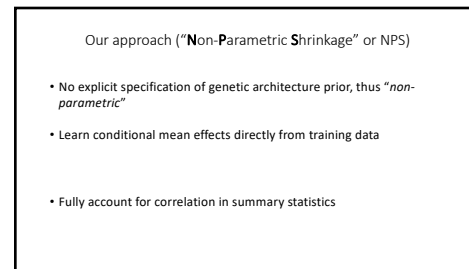 Our approach (“Non-Parametric Shrinkage” or NPS)
• No explicit specification of genetic architecture prior, thus “non-
parametric”
• Learn conditional mean effects directly from training data
• Fully account for correlation in summary statistics